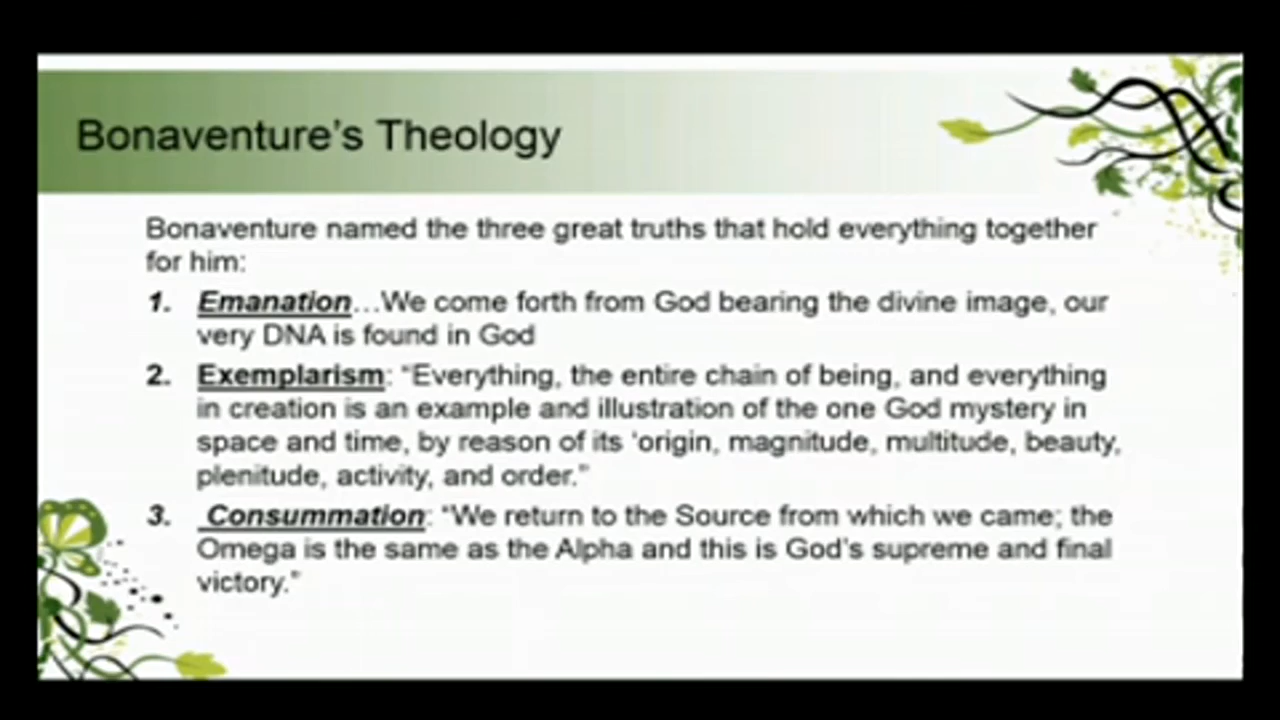 Bonaventure's Theology
Bonaventure named the three great truths that hold everything together
for him:
1. Emanation…We come forth from God bearing the divine image, our
very DNA is found in God
2. Exemplarism: "Everything, the entire chain of being, and everything
in creation is an example and illustration of the one God mystery in
space and time, by reason of its 'origin, magnitude, multitude, beauty,
plenitude, activity, and order."
3. Consummation: "We return to the Source from which we came; the
Omega is the same as the Alpha and this is God's supreme and final
victory."